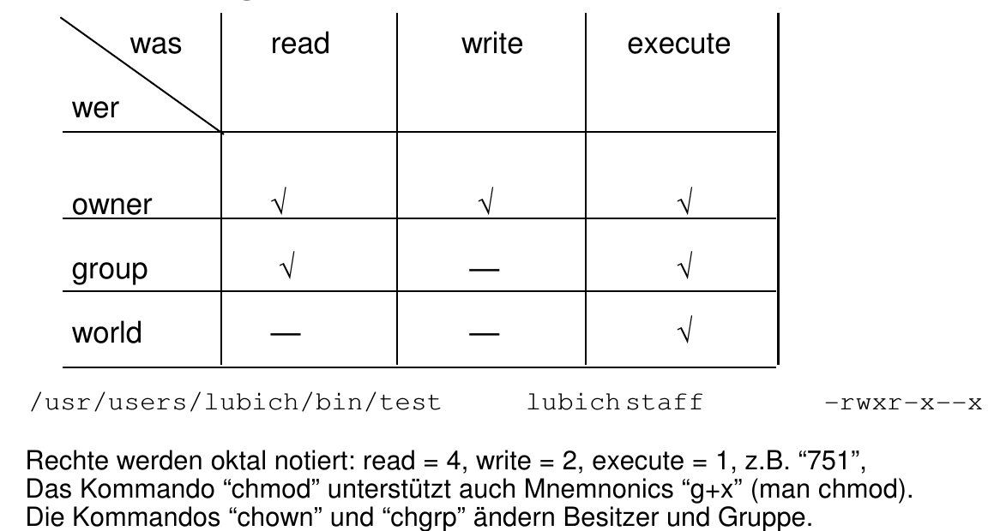 was read write execute
wer
owner √ √ √
group √ — √
world — — √
/usr/users/lubich/bin/test lubich staff -rwxr-x--x
Rechte werden oktal notiert: read = 4, write = 2, execute = 1, z.B. “751”,
Das Kommando “chmod” unterstützt auch Mnemnonics “g+x” (man chmod).
Die Kommandos “chown” und “chgrp” ändern Besitzer und Gruppe.